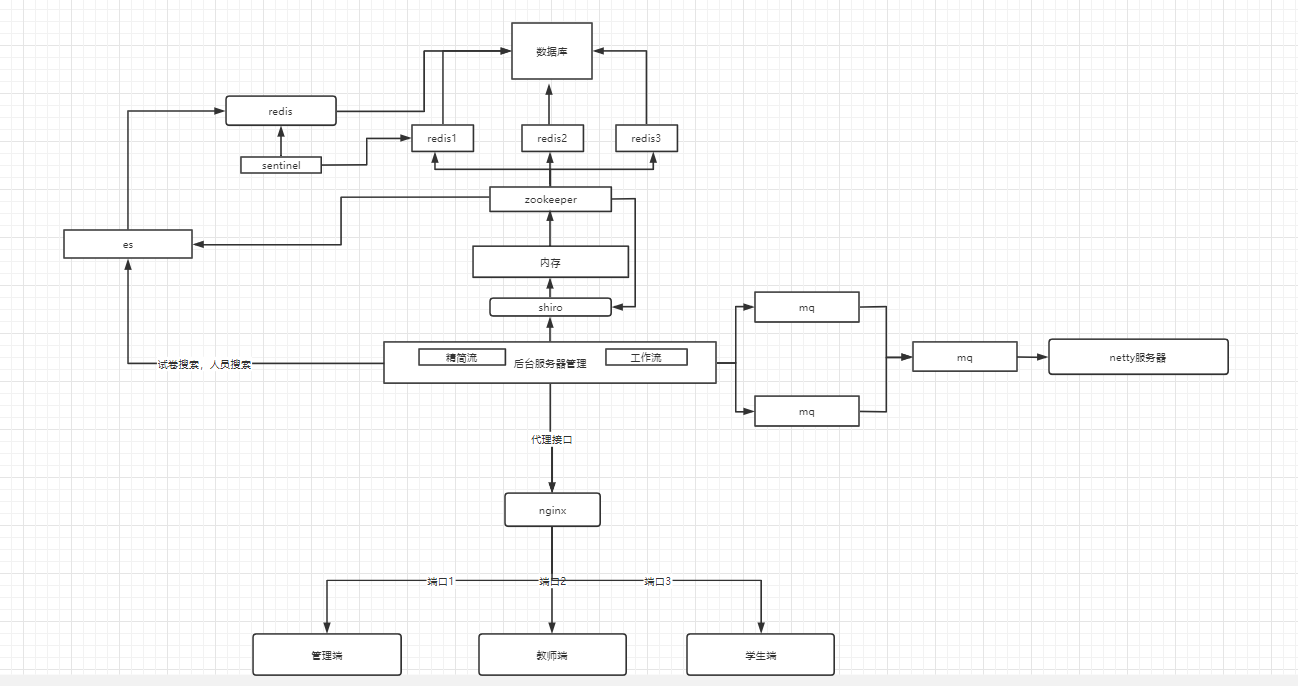 数据库
redis
redis1
redis2
redis3
sentinel
zookeeper
es
内存
shiro
mq
精简流
后台服务器管理
工作流
mq
netty服务器
试卷搜索，人员搜索
mq
代理接口
nginx
端口1
端口2
端口3
管理端
教师端
学生端